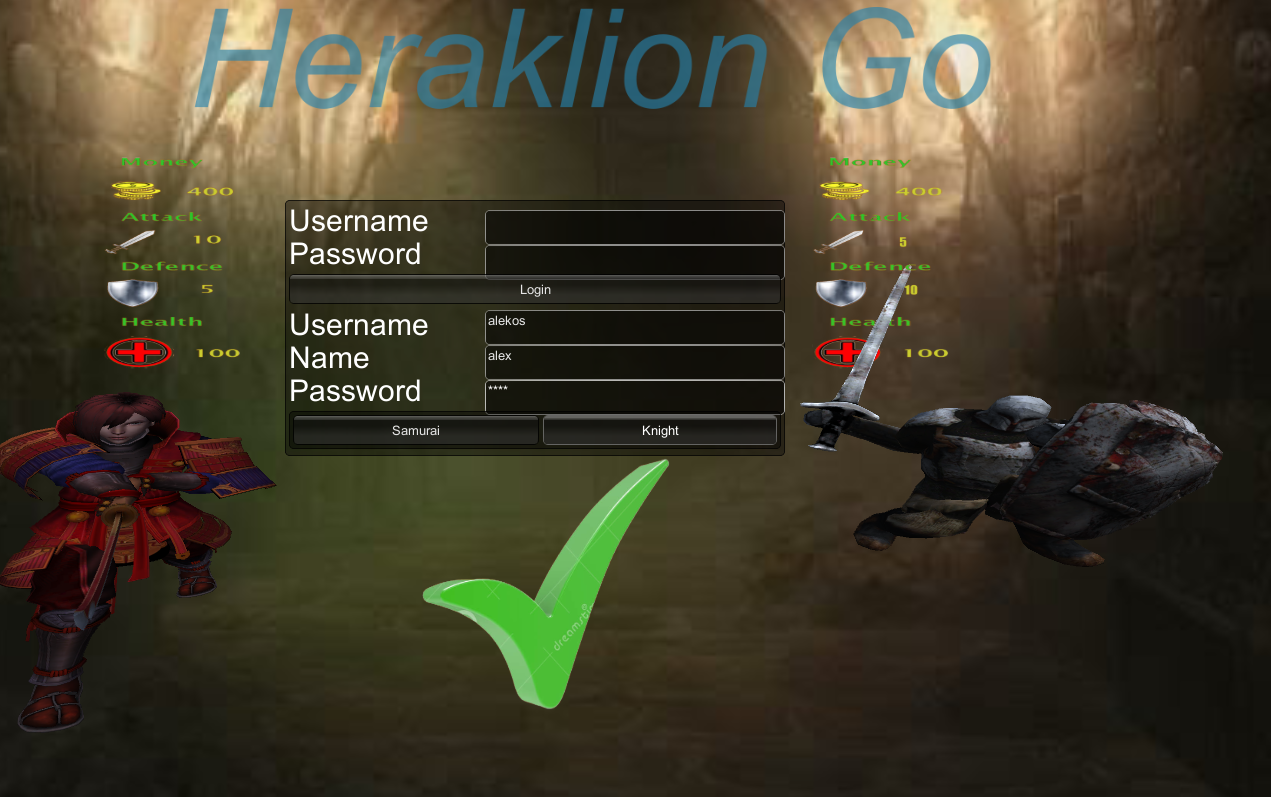 Heraklion Go
Money
400
Attack
10
Defence
5
Health
100
Username
Password
Login
Username alekos
Name alex
Password ****
Samurai Knight
Money
400
Attack
5
Defence
10
Health
100